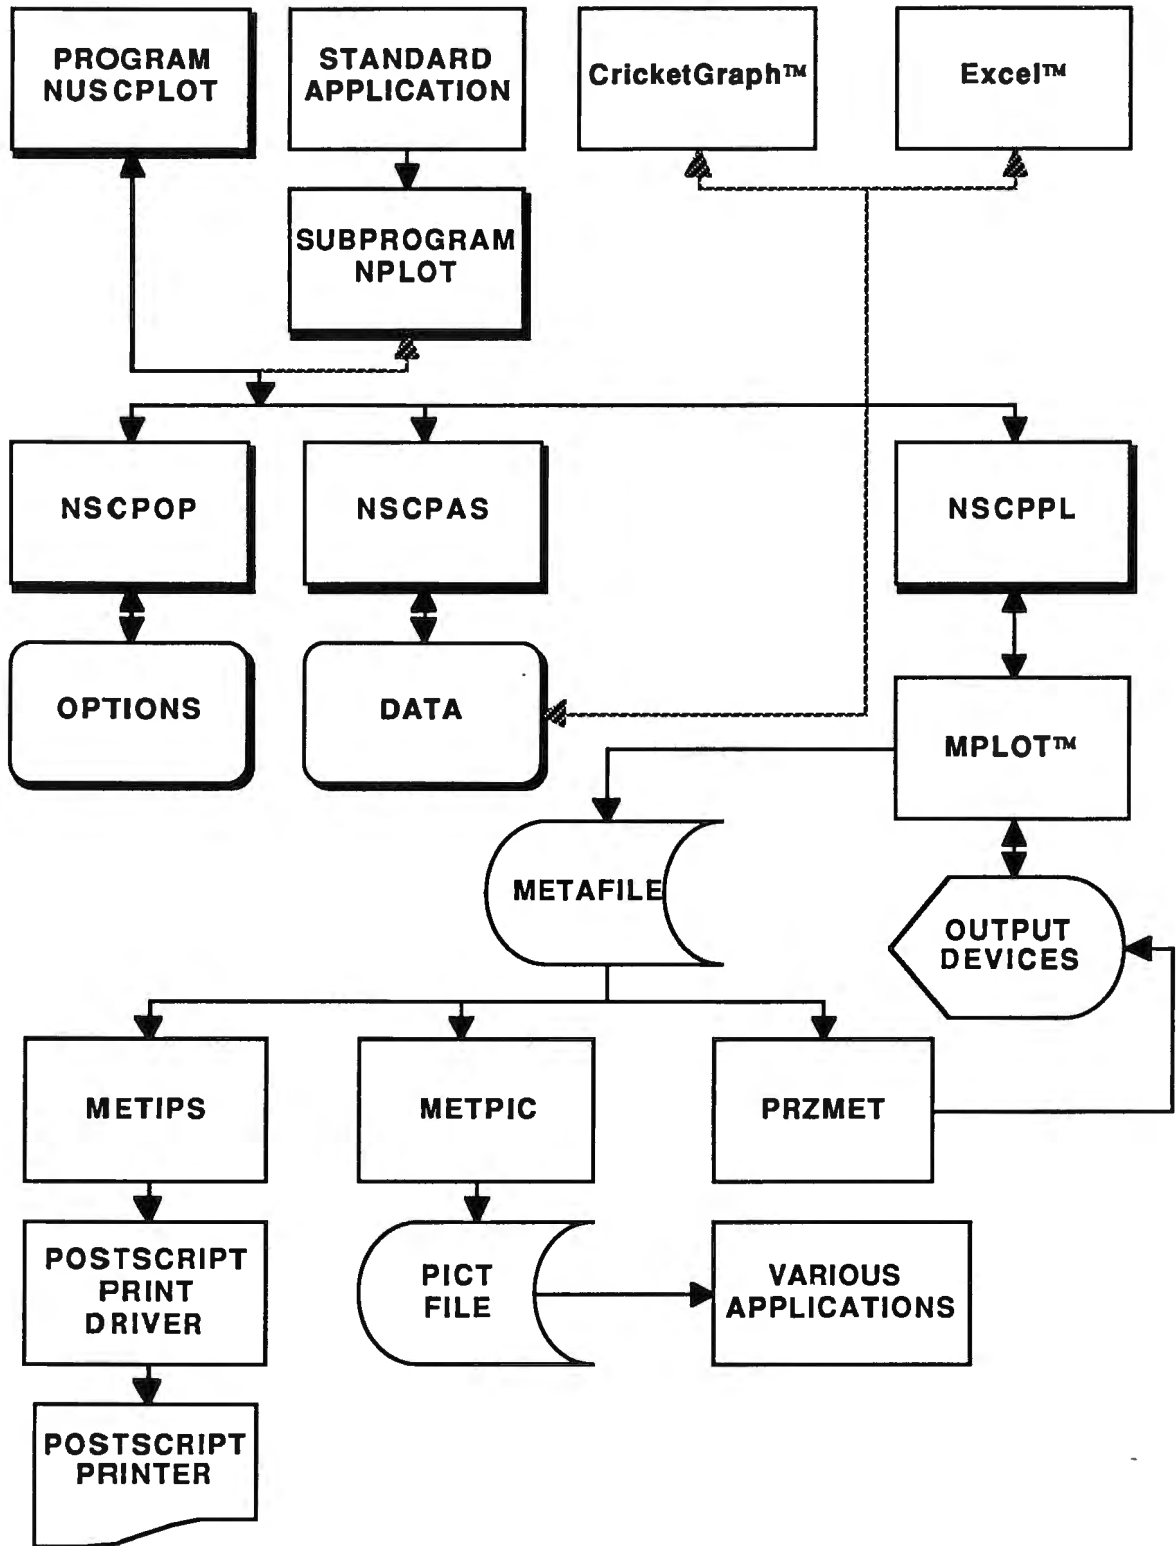 PROGRAM
NUSCPLOT
STANDARD
APPLICATION
CricketGraph™
Excel™
SUBPROGRAM
NPLOT
NSCPOP
NSCPAS
NSCPPL
OPTIONS
DATA
MPLOT™
METAFILE
OUTPUT
DEVICES
METIPS
METPIC
PRZMET
POSTSCRIPT
PRINT
DRIVER
PICT
FILE
VARIOUS
APPLICATIONS
POSTSCRIPT
PRINTER